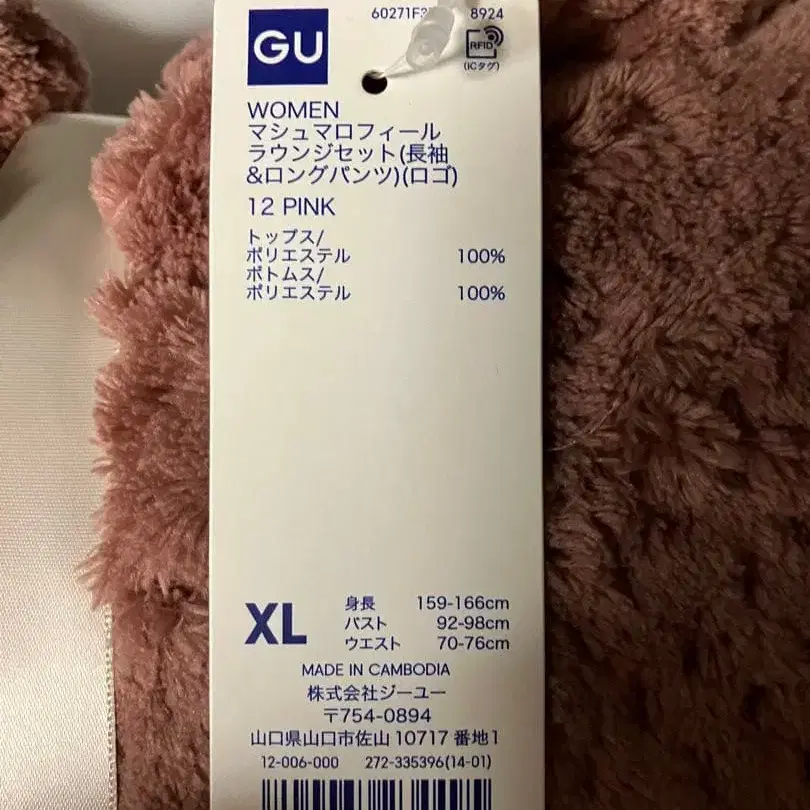 GU
8924
RFID
(ICタグ)
WOMEN
マシュマロフィール
ラウンジセット(長袖
&ロングパンツ)(ロゴ)
12 PINK
トップス/
ポリエステル 100%
ボトムス/
ポリエステル 100%
XL
身長 159-166cm
バスト 92-98cm
ウエスト 70-76cm
MADE IN CAMBODIA
株式会社ジーユー
〒754-0894
山口県山口市佐山10717番地1
12-006-000 272-335396(14-01)